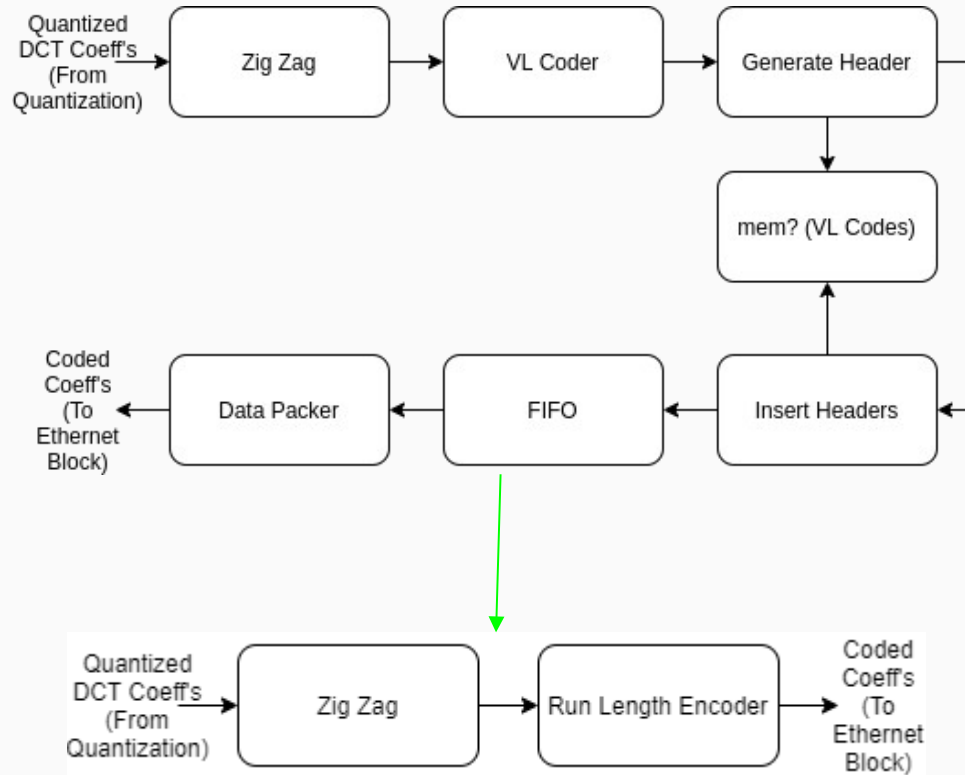 Quantized
DCT Coeff's
(From
Quantization)
Zig Zag
VL Coder
Generate Header
mem? (VL Codes)
Coded
Coeff's
(To
Ethernet
Block)
Data Packer
FIFO
Insert Headers
Quantized
DCT Coeff's
(From
Quantization)
Zig Zag
Run Length Encoder
Coded
Coeff's
(To
Ethernet
Block)